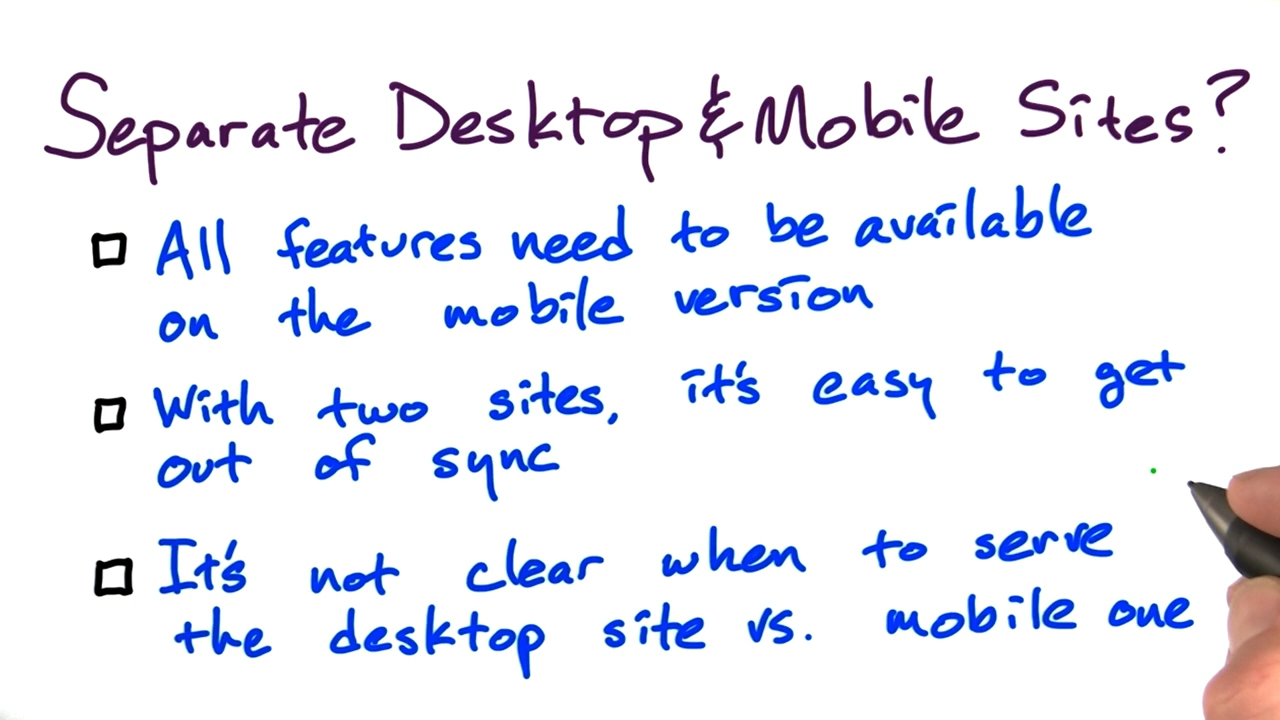 Separate Desktop & Mobile Sites?
All features need to be available
on the mobile version
With two sites, it's easy to get
out of sync
It's not clear when to serve
the desktop site vs. mobile one